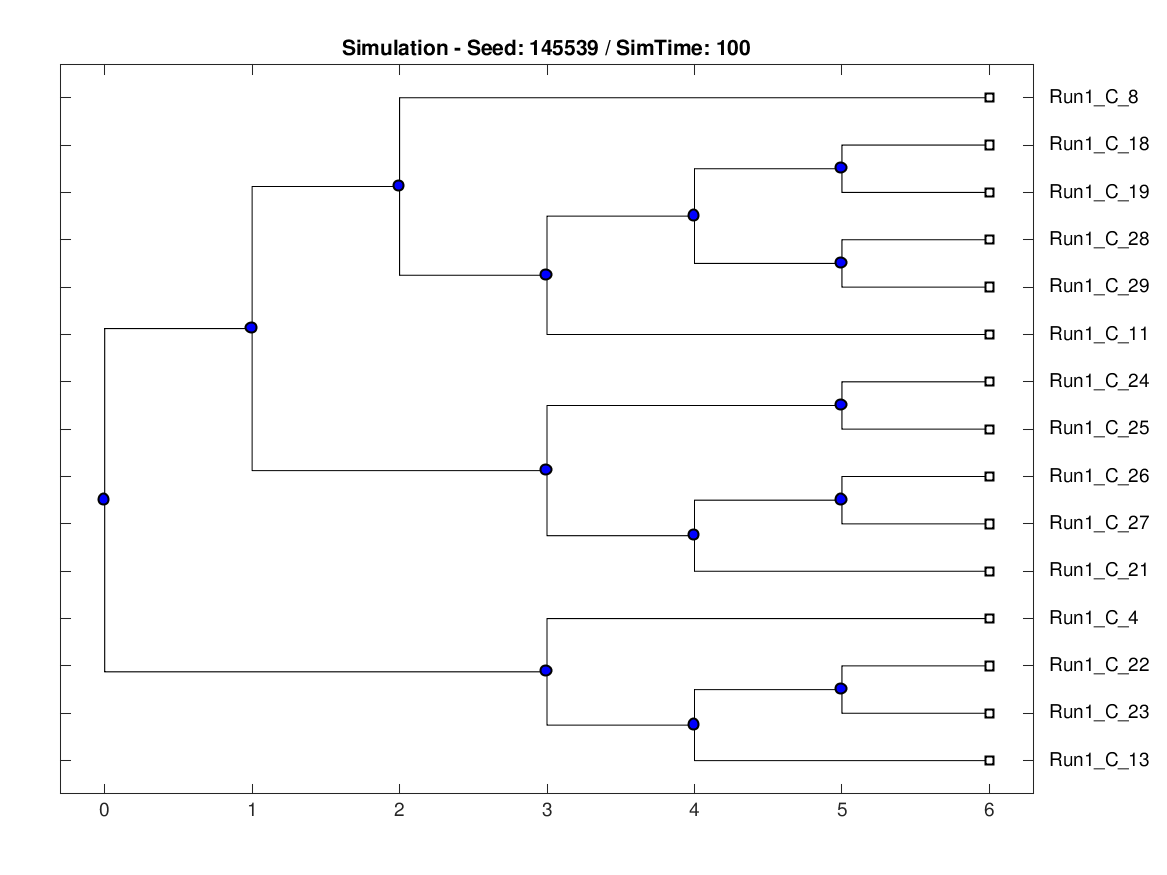 Simulation - Seed: 145539 / SimTime: 100
Run1_C_8
Run1_C_18
Run1_C_19
Run1_C_28
Run1_C_29
Run1_C_11
Run1_C_24
Run1_C_25
Run1_C_26
Run1_C_27
Run1_C_21
Run1_C_4
Run1_C_22
Run1_C_23
Run1_C_13
0 1 2 3 4 5 6